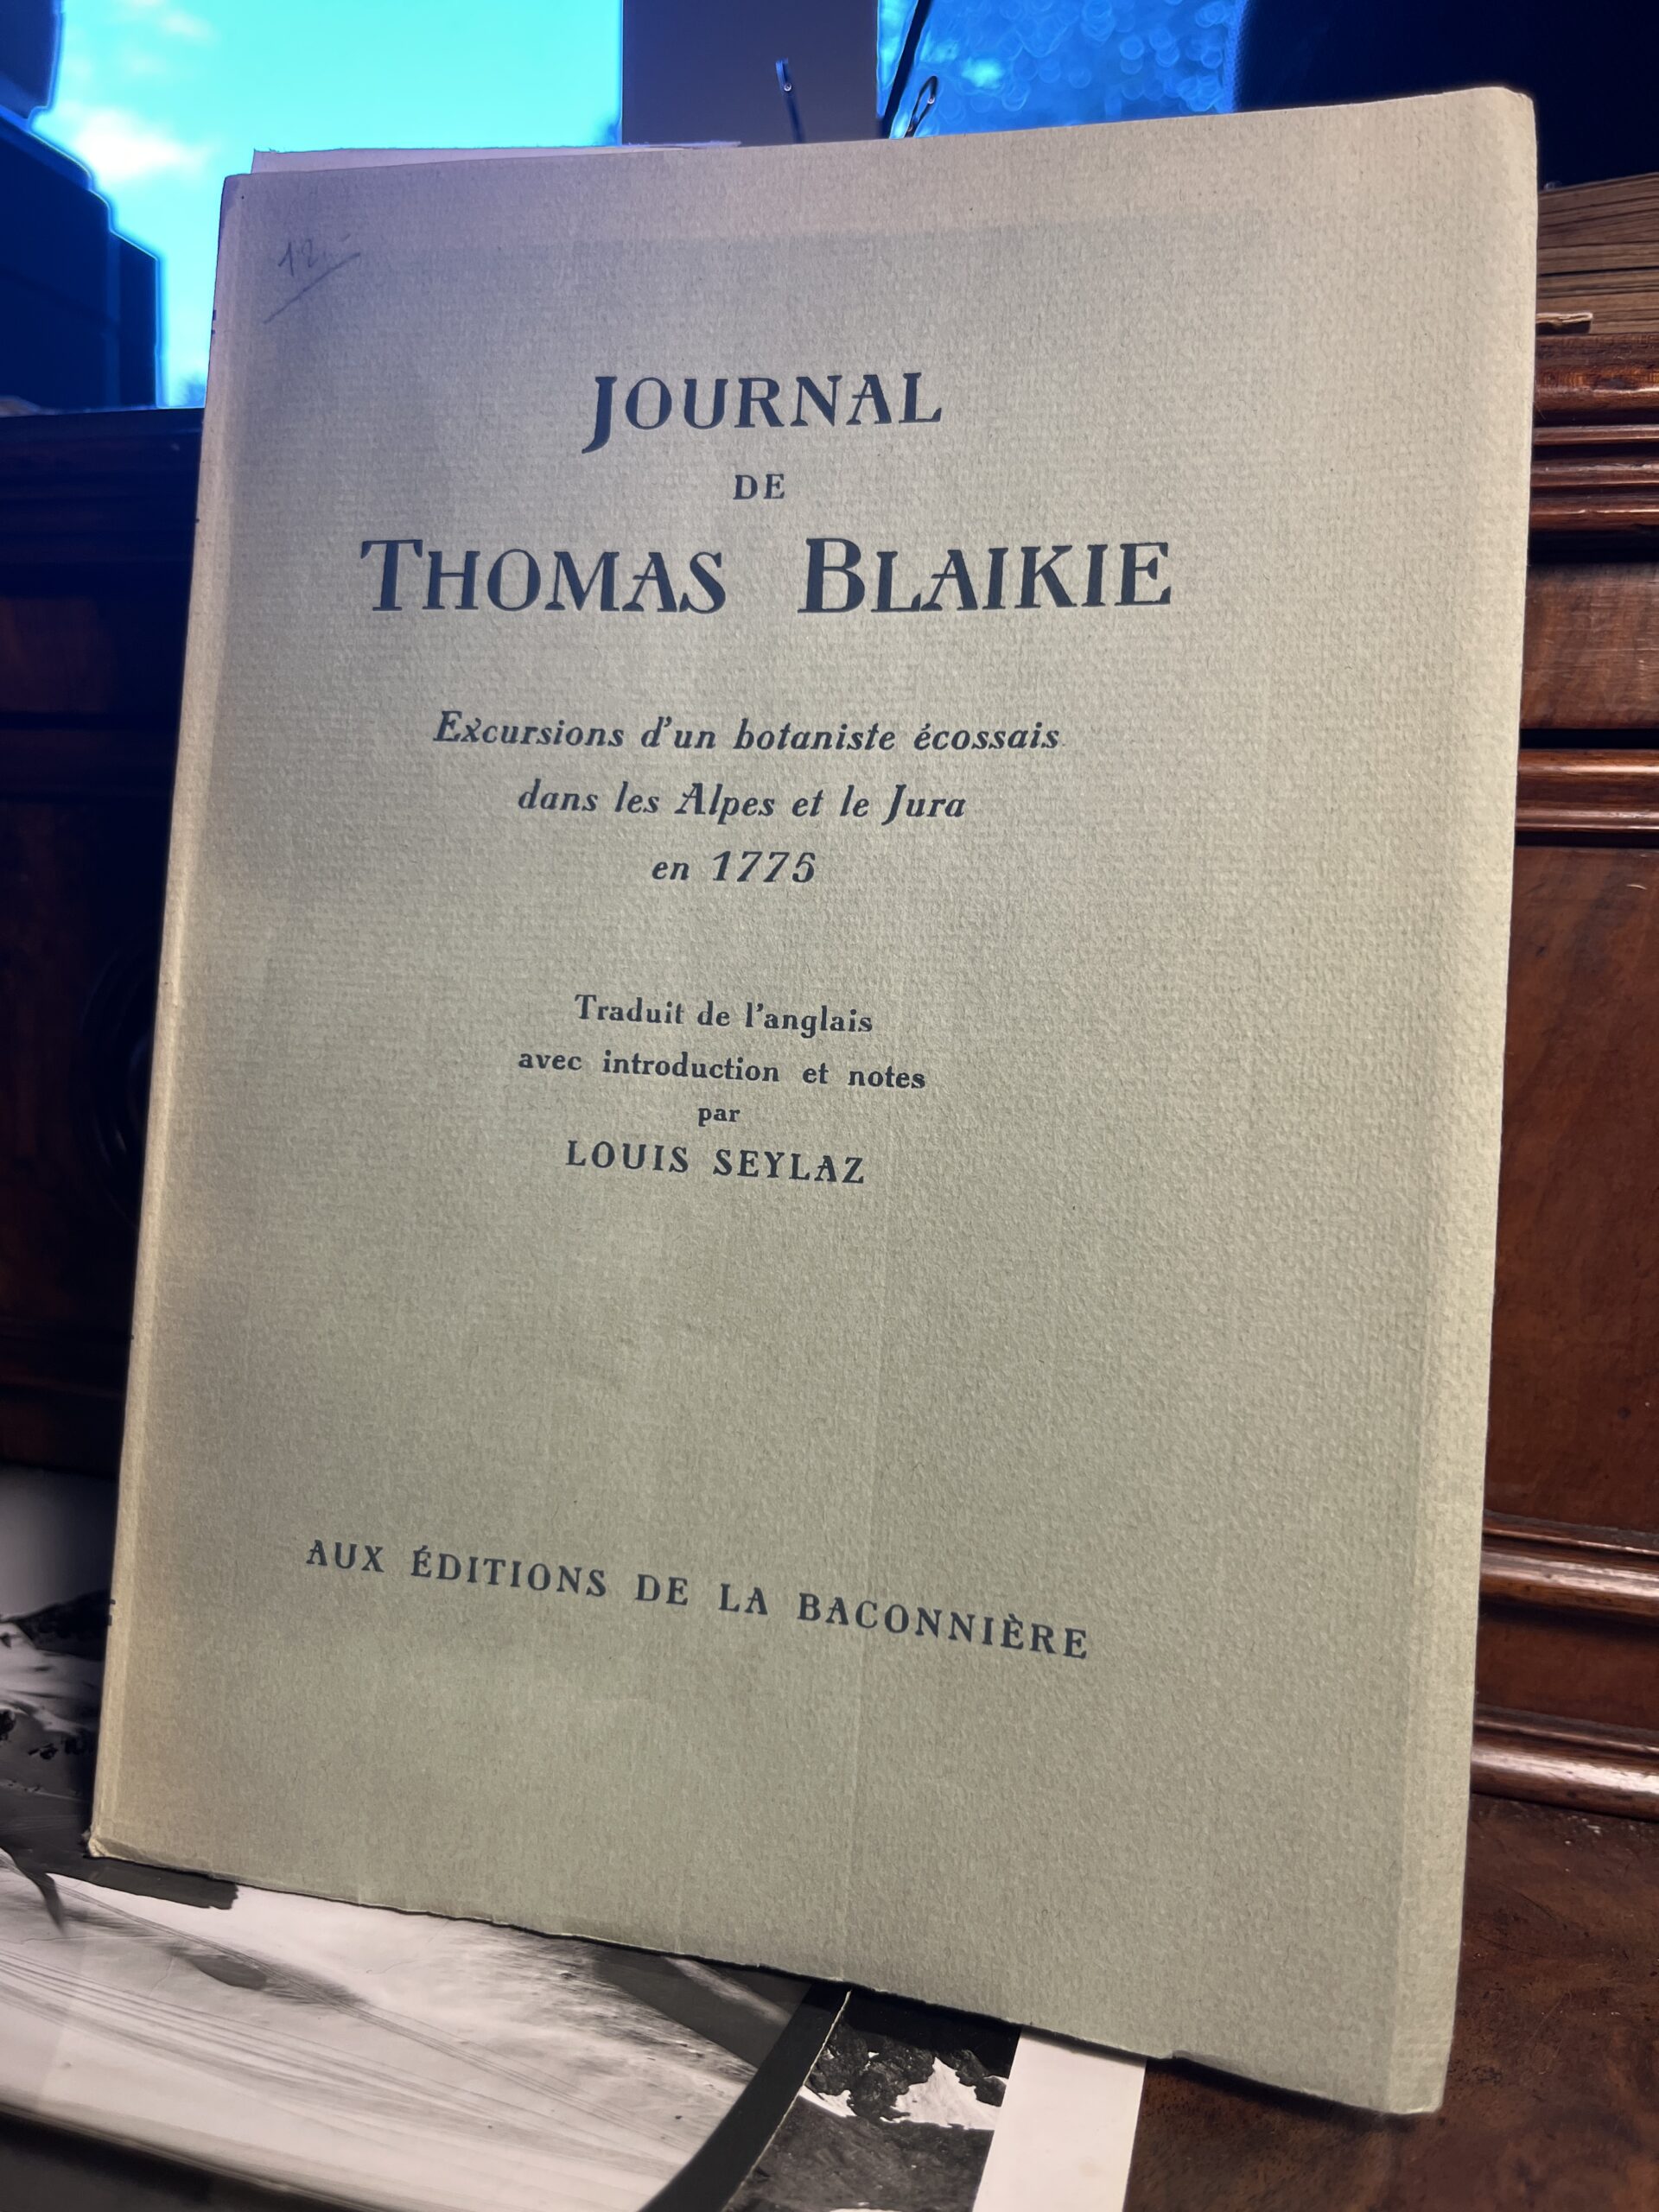 12.-
JOURNAL
DE
THOMAS BLAIKIE
Excursions d'un botaniste écossais
dans les Alpes et le Jura
en 1775
Traduit de l'anglais
avec introduction et notes
par
LOUIS SEYLAZ
AUX ÉDITIONS DE LA BACONNIÈRE